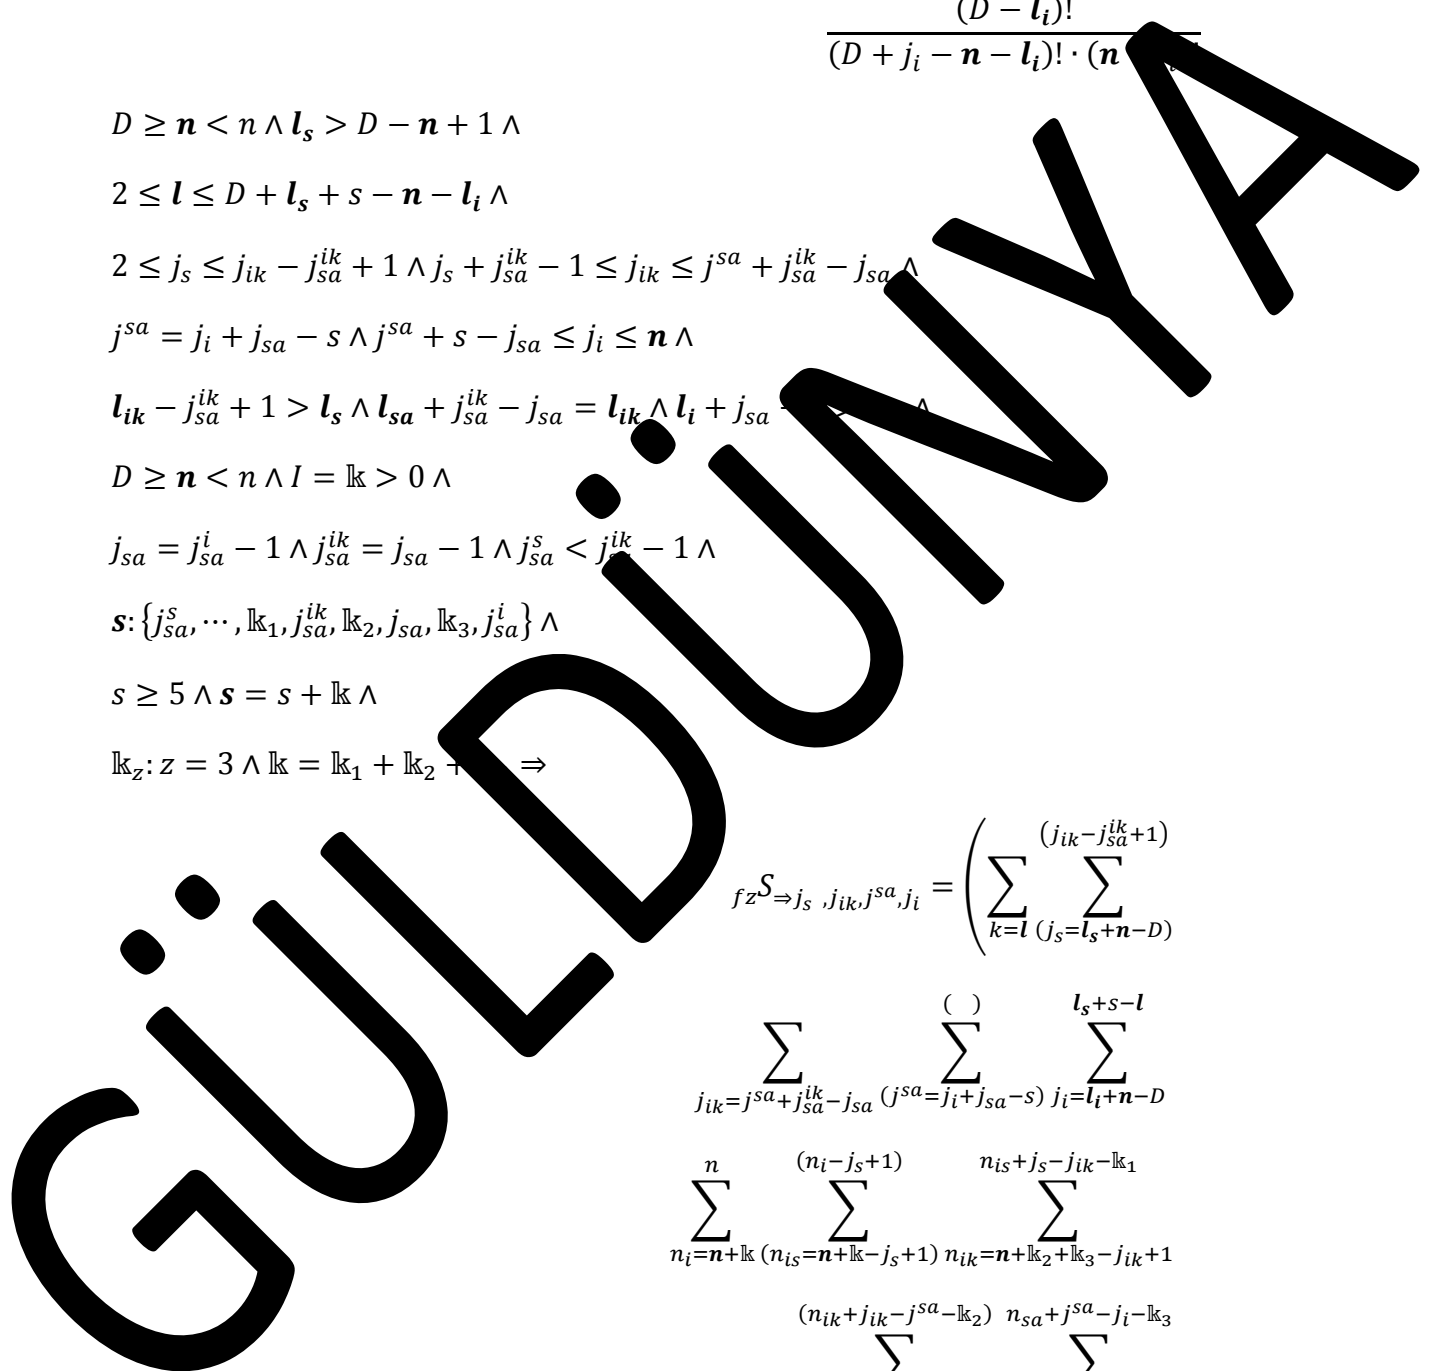 (D − l_i)!
(D + j_i − n − l_i)! · (n
D ≥ n < n ∧ l_s > D − n + 1 ∧
2 ≤ l ≤ D + l_s + s − n − l_i ∧
2 ≤ j_s ≤ j_ik − j_sa^ik + 1 ∧ j_s + j_sa^ik − 1 ≤ j_ik ≤ j^sa + j_sa^ik − j_sa ∧
j^sa = j_i + j_sa − s ∧ j^sa + s − j_sa ≤ j_i ≤ n ∧
l_ik − j_sa^ik + 1 > l_s ∧ l_sa + j_sa^ik − j_sa = l_ik ∧ l_i + j_sa ∧
D ≥ n < n ∧ I = 𝕜 > 0 ∧
j_sa = j_sa^i − 1 ∧ j_sa^ik = j_sa − 1 ∧ j_sa^s < j_sa^ik − 1 ∧
s: {j_sa^s, ⋯ , 𝕜_1, j_sa^ik, 𝕜_2, j_sa, 𝕜_3, j_sa^i} ∧
s ≥ 5 ∧ s = s + 𝕜 ∧
𝕜_z: z = 3 ∧ 𝕜 = 𝕜_1 + 𝕜_2 + ⇒
(j_ik−j_sa^ik+1)
fzS⇒j_s ,j_ik,j^sa,j_i = ( ∑ ∑
k=l (j_s=l_s+n−D)
( ) l_s+s−l
∑ ∑ ∑
j_ik=j^sa+j_sa^ik−j_sa (j^sa=j_i+j_sa−s) j_i=l_i+n−D
n (n_i−j_s+1) n_is+j_s−j_ik−𝕜_1
∑ ∑ ∑
n_i=n+𝕜 (n_is=n+𝕜−j_s+1) n_ik=n+𝕜_2+𝕜_3−j_ik+1
(n_ik+j_ik−j^sa−𝕜_2) n_sa+j^sa−j_i−𝕜_3
∑ ∑
GÜLDÜNYA